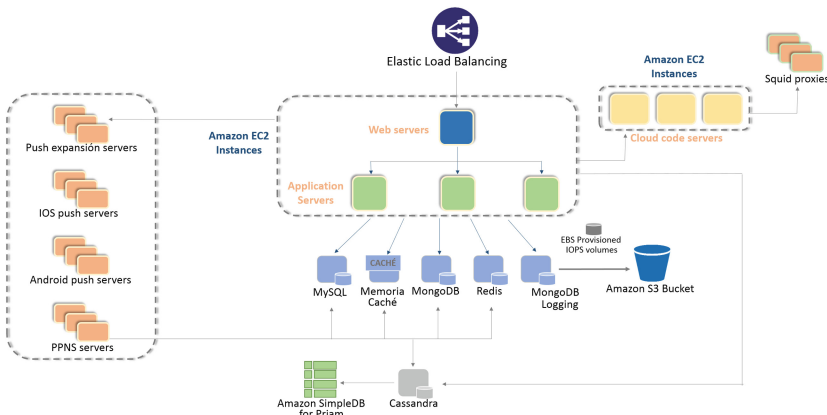 Elastic Load Balancing
Amazon EC2
Instances
Squid proxies
Web servers
Cloud code servers
Push expansión servers
Amazon EC2
Instances
Application
Servers
IOS push servers
EBS Provisioned
IOPS volumes
Android push servers
CACHÉ
MySQL
Memoria
Caché
MongoDB
Redis
MongoDB
Logging
Amazon S3 Bucket
PPNS servers
Amazon SimpleDB
for Priam
Cassandra